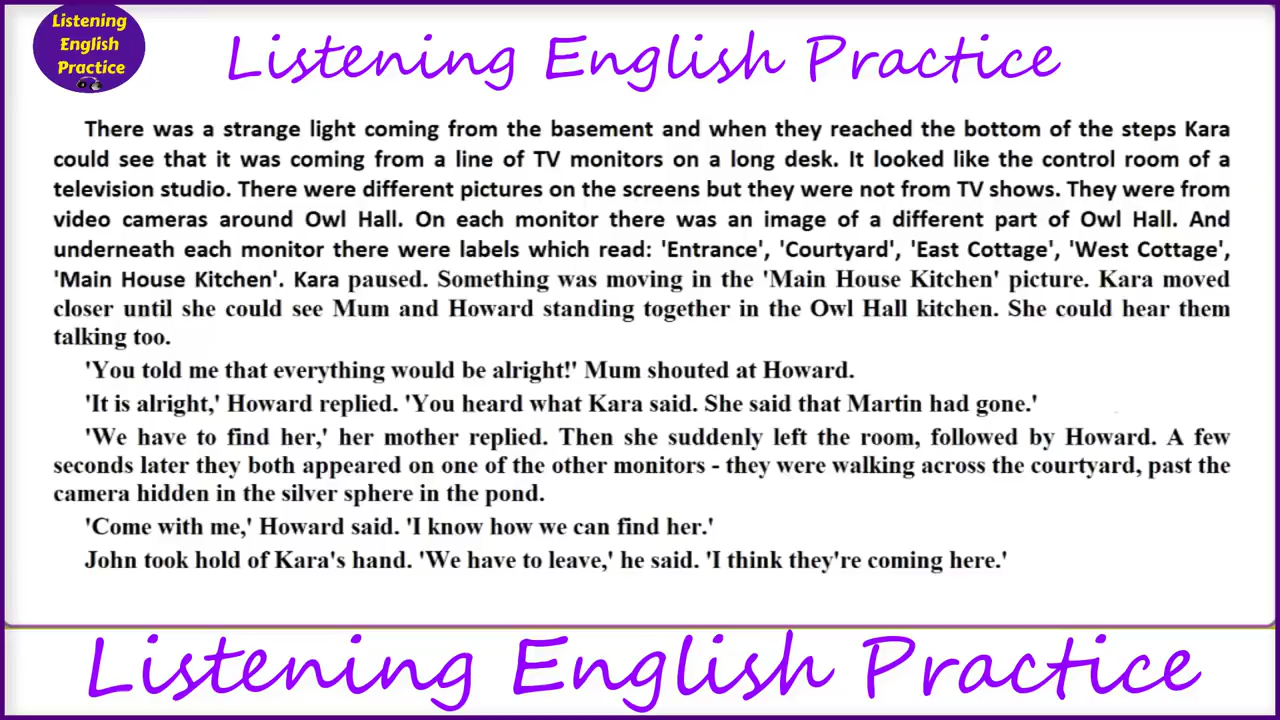 Listening
English
Practice
Listening English Practice
There was a strange light coming from the basement and when they reached the bottom of the steps Kara
could see that it was coming from a line of TV monitors on a long desk. It looked like the control room of a
television studio. There were different pictures on the screens but they were not from TV shows. They were from
video cameras around Owl Hall. On each monitor there was an image of a different part of Owl Hall. And
underneath each monitor there were labels which read: 'Entrance', 'Courtyard', 'East Cottage', 'West Cottage',
'Main House Kitchen'. Kara paused. Something was moving in the 'Main House Kitchen' picture. Kara moved
closer until she could see Mum and Howard standing together in the Owl Hall kitchen. She could hear them
talking too.
'You told me that everything would be alright!' Mum shouted at Howard.
'It is alright,' Howard replied. 'You heard what Kara said. She said that Martin had gone.'
'We have to find her,' her mother replied. Then she suddenly left the room, followed by Howard. A few
seconds later they both appeared on one of the other monitors - they were walking across the courtyard, past the
camera hidden in the silver sphere in the pond.
'Come with me,' Howard said. 'I know how we can find her.'
John took hold of Kara's hand. 'We have to leave,' he said. 'I think they're coming here.'
Listening English Practice